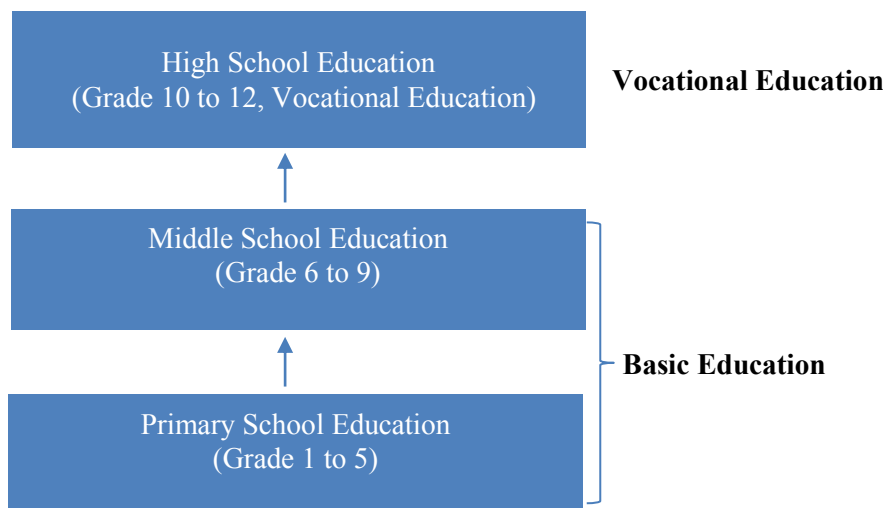 High School Education
(Grade 10 to 12, Vocational Education)
Vocational Education
Middle School Education
(Grade 6 to 9)
Basic Education
Primary School Education
(Grade 1 to 5)